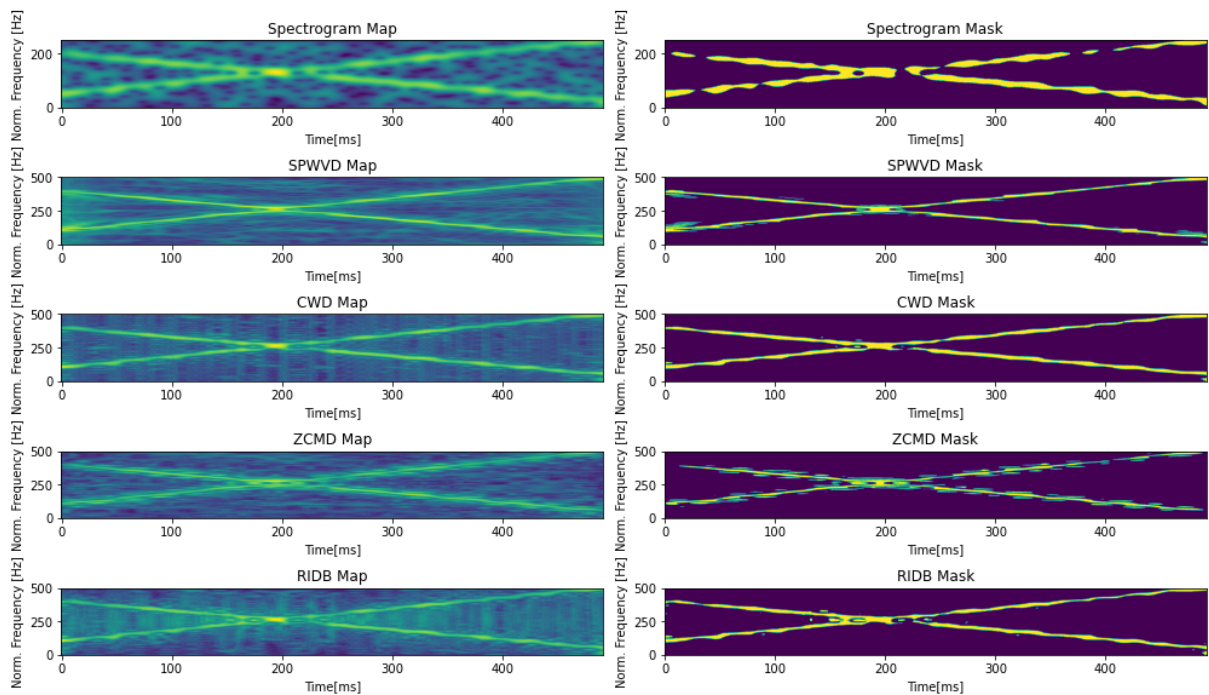 Spectrogram Map
Norm. Frequency [Hz]
200
0
0 100 200 300 400
Time[ms]
Spectrogram Mask
Norm. Frequency [Hz]
200
0
0 100 200 300 400
Time[ms]
SPWVD Map
Norm. Frequency [Hz]
500
250
0
0 100 200 300 400
Time[ms]
SPWVD Mask
Norm. Frequency [Hz]
500
250
0
0 100 200 300 400
Time[ms]
CWD Map
Norm. Frequency [Hz]
500
250
0
0 100 200 300 400
Time[ms]
CWD Mask
Norm. Frequency [Hz]
500
250
0
0 100 200 300 400
Time[ms]
ZCMD Map
Norm. Frequency [Hz]
500
250
0
0 100 200 300 400
Time[ms]
ZCMD Mask
Norm. Frequency [Hz]
500
250
0
0 100 200 300 400
Time[ms]
RIDB Map
Norm. Frequency [Hz]
500
250
0
0 100 200 300 400
Time[ms]
RIDB Mask
Norm. Frequency [Hz]
500
250
0
0 100 200 300 400
Time[ms]